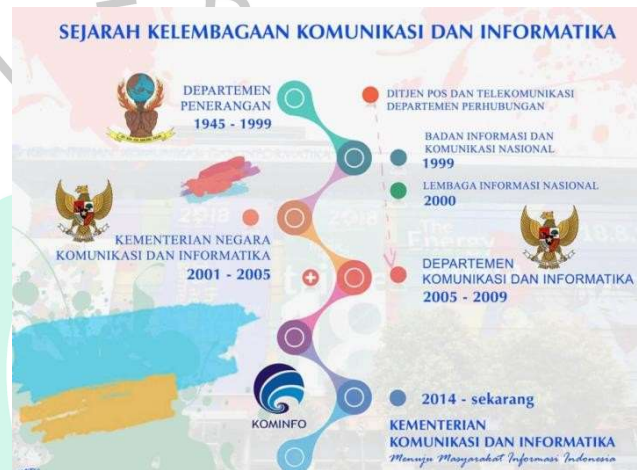 SEJARAH KELEMBAGAAN KOMUNIKASI DAN INFORMATIKA
DEPARTEMEN
PENERANGAN
1945 - 1999
DITJEN POS DAN TELEKOMUNIKASI
DEPARTEMEN PERHUBUNGAN
BADAN INFORMASI DAN
KOMUNIKASI NASIONAL
1999
LEMBAGA INFORMASI NASIONAL
2000
KEMENTERIAN NEGARA
KOMUNIKASI DAN INFORMATIKA
2001 - 2005
DEPARTEMEN
KOMUNIKASI DAN INFORMATIKA
2005 - 2009
KOMINFO
2014 - sekarang
KEMENTERIAN
KOMUNIKASI DAN INFORMATIKA
Menuju Masyarakat Informasi Indonesia